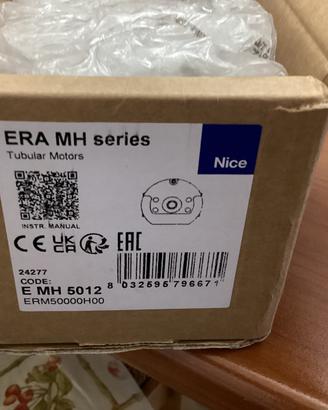 ERA MH series
Tubular Motors
Nice
INSTR. MANUAL
CE UK CA EAC
24277
CODE:
E MH 5012
ERM50000H00
8 032595 796671